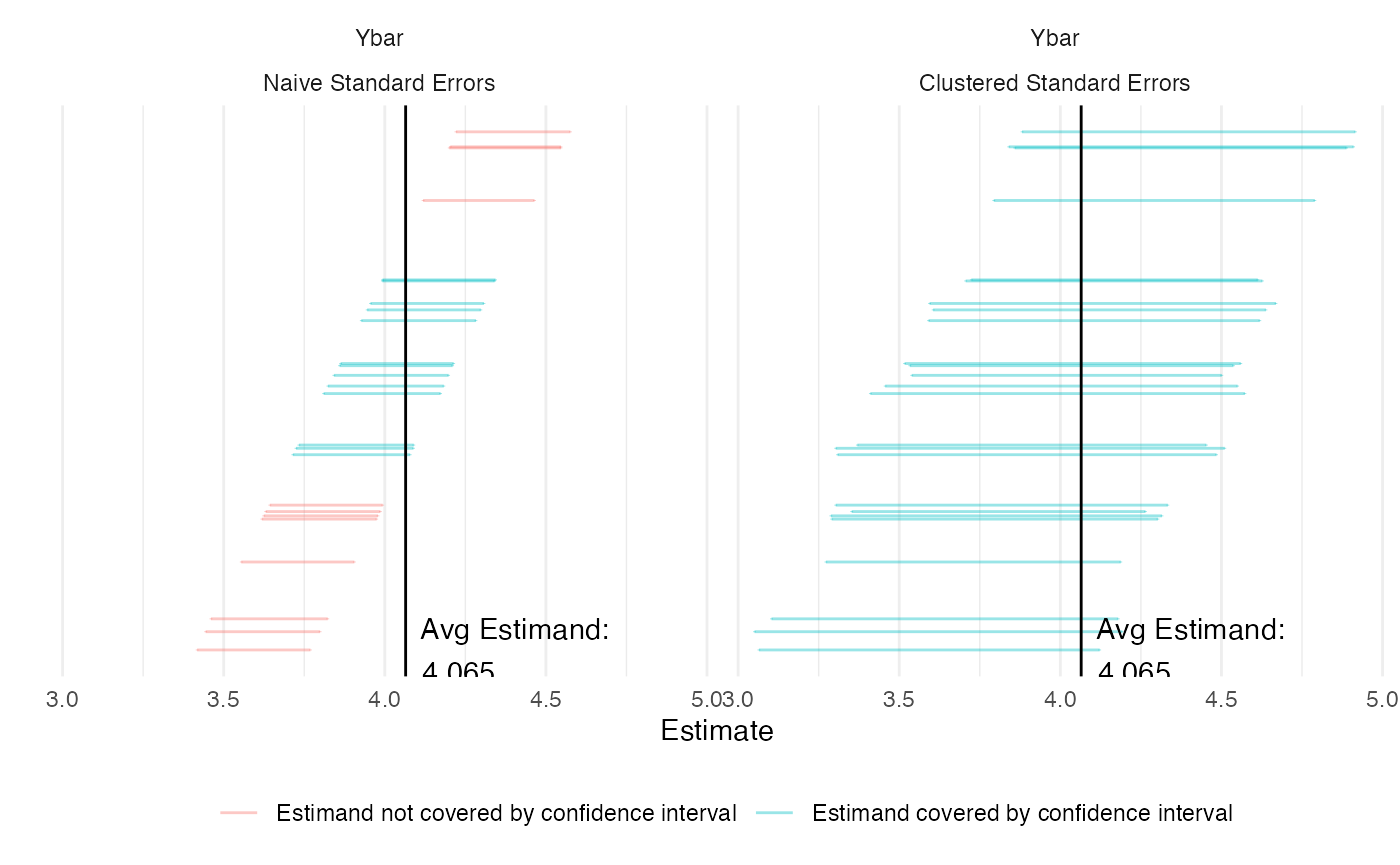 Ybar
Ybar
Naive Standard Errors
Clustered Standard Errors
Avg Estimand:
4.065
Avg Estimand:
4.065
3.0 3.5 4.0 4.5 5.0
3.0 3.5 4.0 4.5 5.0
Estimate
Estimand not covered by confidence interval
Estimand covered by confidence interval